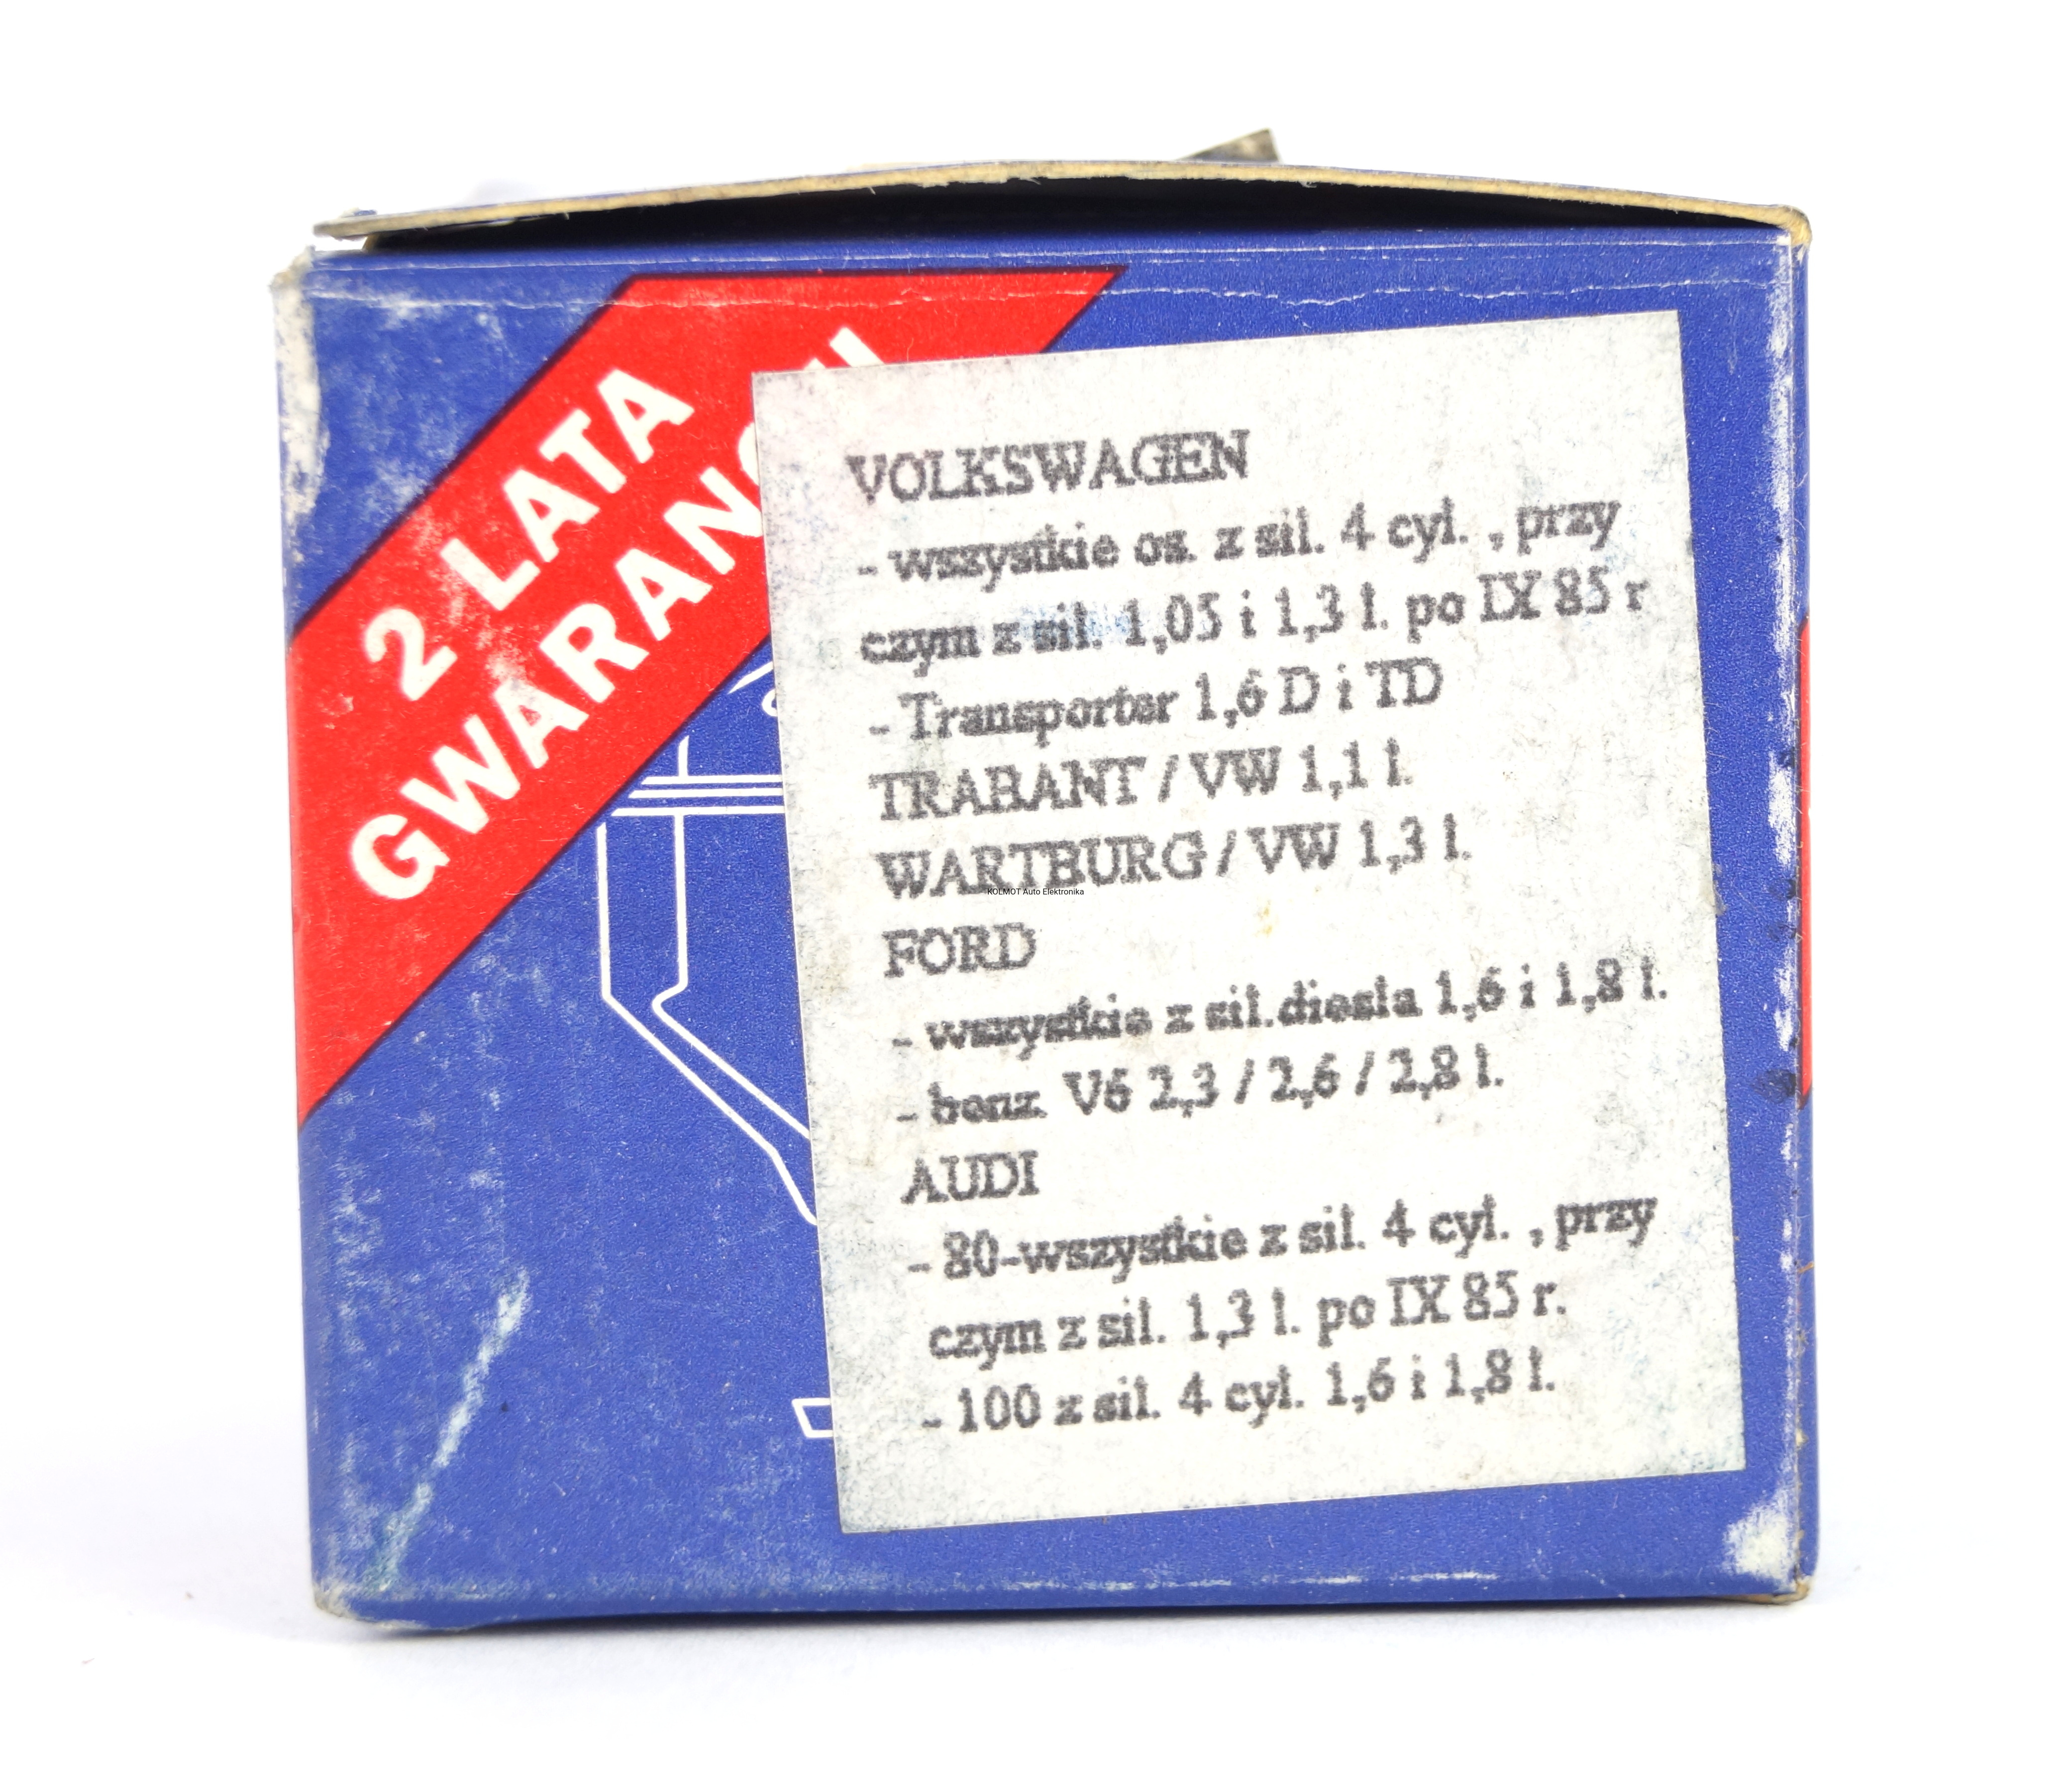 2 LATA
GWARANCJI
VOLKSWAGEN
- wszystkie os. z sil. 4 cyl. , przy
czym z sil. 1,05 i 1,3 l. po IX 85 r
- Transporter 1,6 D i TD
TRABANT / VW 1,1 l.
WARTBURG / VW 1,3 l.
KOLMOT Auto Elektronika
FORD
- wszystkie z sil.diesla 1,6 i 1,8 l.
- benz. V6 2,3 / 2,6 / 2,8 l.
AUDI
- 80-wszystkie z sil. 4 cyl. , przy
czym z sil. 1,3 l. po IX 85 r.
- 100 z sil. 4 cyl. 1,6 i 1,8 l.